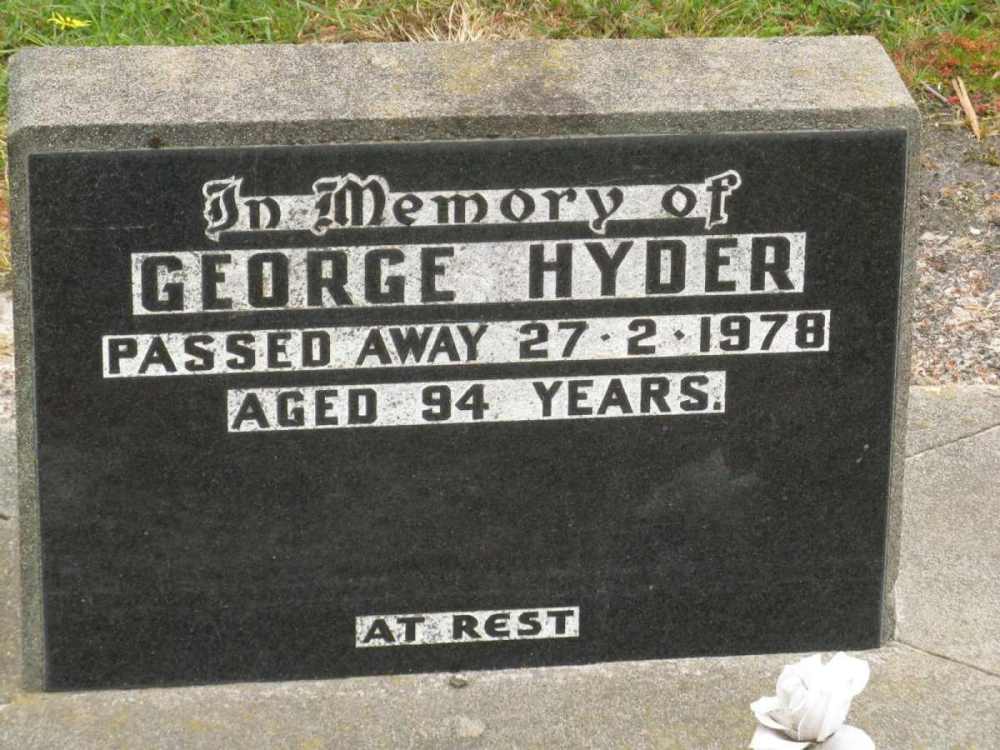 In Memory of
GEORGE HYDER
PASSED AWAY 27·2·1978
AGED 94 YEARS.
AT REST